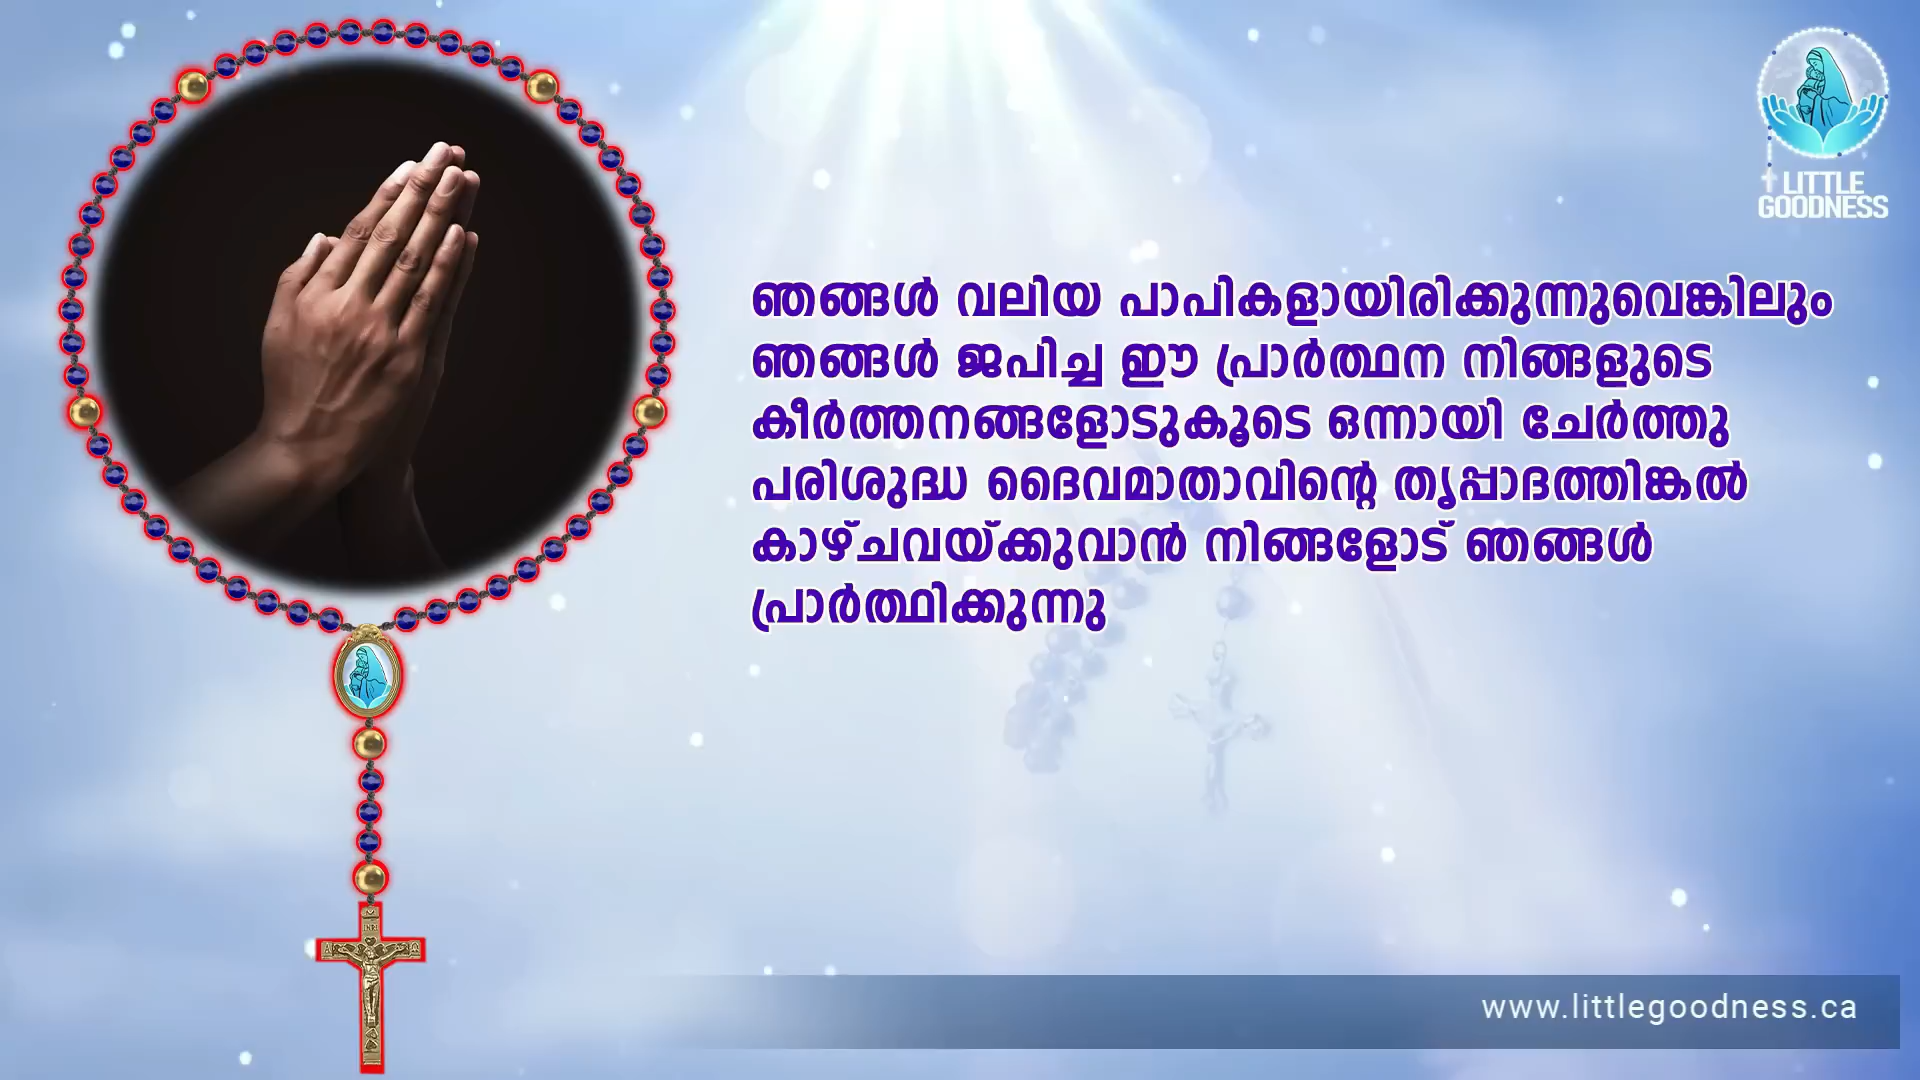 LITTLE
GOODNESS
ഞങ്ങൾ വലിയ പാപികളായിരിക്കുന്നുവെങ്കിലും
ഞങ്ങൾ ജപിച്ച ഈ പ്രാർത്ഥന നിങ്ങളുടെ
കീർത്തനങ്ങളോടുകൂടെ ഒന്നായി ചേർത്തു
പരിശുദ്ധ ദൈവമാതാവിന്റെ തൃപ്പാദത്തിങ്കൽ
കാഴ്ചവയ്ക്കുവാൻ നിങ്ങളോട് ഞങ്ങൾ
പ്രാർത്ഥിക്കുന്നു
INRI
www.littlegoodness.ca